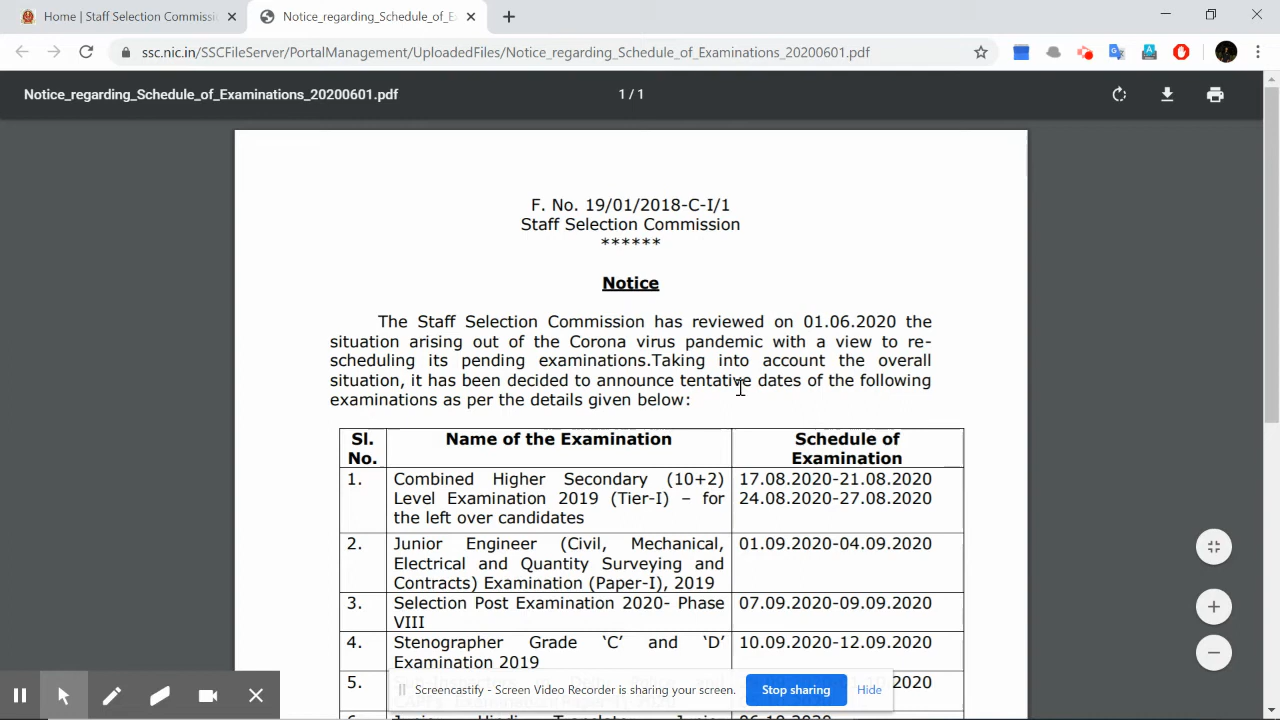 Home | Staff Selection Commissi
Notice_regarding_Schedule_of_E
ssc.nic.in/SSCFileServer/PortalManagement/UploadedFiles/Notice_regarding_Schedule_of_Examinations_20200601.pdf
Notice_regarding_Schedule_of_Examinations_20200601.pdf
1 / 1
F. No. 19/01/2018-C-I/1
Staff Selection Commission
******
Notice
The Staff Selection Commission has reviewed on 01.06.2020 the
situation arising out of the Corona virus pandemic with a view to re-
scheduling its pending examinations.Taking into account the overall
situation, it has been decided to announce tentative dates of the following
examinations as per the details given below:
Sl. No. Name of the Examination Schedule of Examination
1. Combined Higher Secondary (10+2) 17.08.2020-21.08.2020
Level Examination 2019 (Tier-I) – for 24.08.2020-27.08.2020
the left over candidates
2. Junior Engineer (Civil, Mechanical, 01.09.2020-04.09.2020
Electrical and Quantity Surveying and
Contracts) Examination (Paper-I), 2019
3. Selection Post Examination 2020- Phase 07.09.2020-09.09.2020
VIII
4. Stenographer Grade 'C' and 'D' 10.09.2020-12.09.2020
Examination 2019
5.
Screencastify - Screen Video Recorder is sharing your screen. Stop sharing Hide